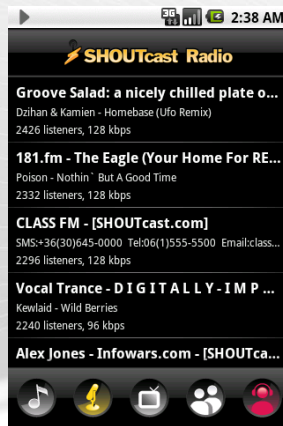 3G 2:38 AM
SHOUTcast Radio
Groove Salad: a nicely chilled plate o...
Dzihan & Kamien - Homebase (Ufo Remix)
2426 listeners, 128 kbps
181.fm - The Eagle (Your Home For RE...
Poison - Nothin` But A Good Time
2332 listeners, 128 kbps
CLASS FM - [SHOUTcast.com]
SMS:+36(30)645-0000 Tel:06(1)555-5500 Email:class...
2296 listeners, 128 kbps
Vocal Trance - D I G I T A L L Y - I M P ...
Kewlaid - Wild Berries
2240 listeners, 96 kbps
Alex Jones - Infowars.com - [SHOUTca...